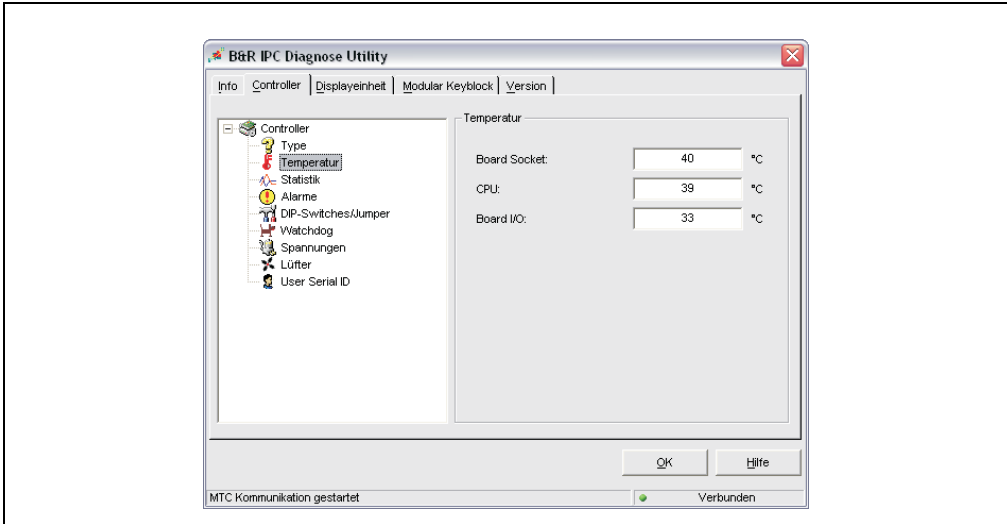 B&R IPC Diagnose Utility
Info Controller Displayeinheit Modular Keyblock Version
Controller
Type
Temperatur
Statistik
Alarme
DIP-Switches/Jumper
Watchdog
Spannungen
Lüfter
User Serial ID
Temperatur
Board Socket: 40 °C
CPU: 39 °C
Board I/O: 33 °C
OK Hilfe
MTC Kommunikation gestartet Verbunden